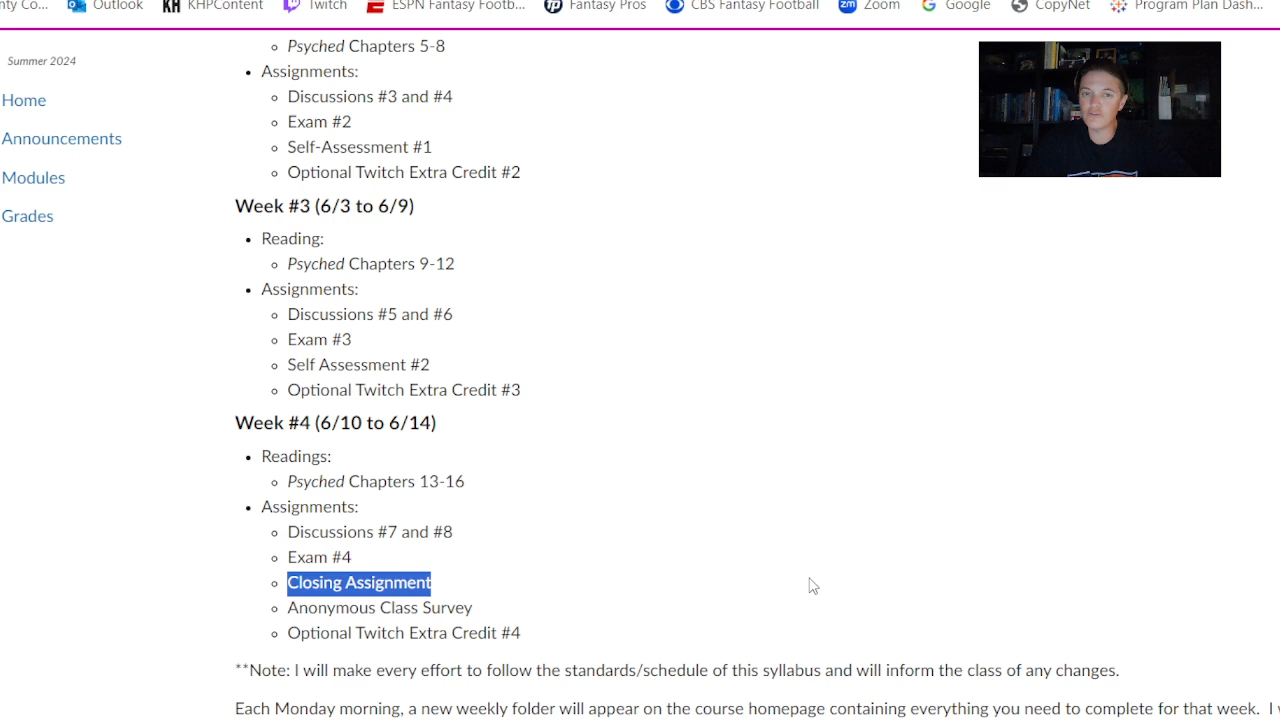 nty Co...
Outlook
KHPContent
Twitch
ESPN Fantasy Footb...
Fantasy Pros
CBS Fantasy Football
Zoom
Google
CopyNet
Program Plan Dash...
Summer 2024
Home
Announcements
Modules
Grades
Psyched Chapters 5-8
Assignments:
Discussions #3 and #4
Exam #2
Self-Assessment #1
Optional Twitch Extra Credit #2
Week #3 (6/3 to 6/9)
Reading:
Psyched Chapters 9-12
Assignments:
Discussions #5 and #6
Exam #3
Self Assessment #2
Optional Twitch Extra Credit #3
Week #4 (6/10 to 6/14)
Readings:
Psyched Chapters 13-16
Assignments:
Discussions #7 and #8
Exam #4
Closing Assignment
Anonymous Class Survey
Optional Twitch Extra Credit #4
**Note: I will make every effort to follow the standards/schedule of this syllabus and will inform the class of any changes.
Each Monday morning, a new weekly folder will appear on the course homepage containing everything you need to complete for that week. I w